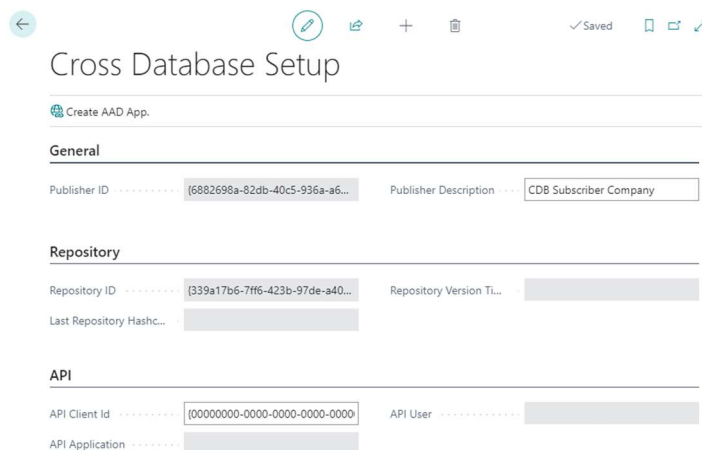 Saved
Cross Database Setup
Create AAD App.
General
Publisher ID {6882698a-82db-40c5-936a-a6... Publisher Description CDB Subscriber Company
Repository
Repository ID {339a17b6-7ff6-423b-97de-a40... Repository Version Ti...
Last Repository Hashc...
API
API Client Id {00000000-0000-0000-0000-0000 API User
API Application